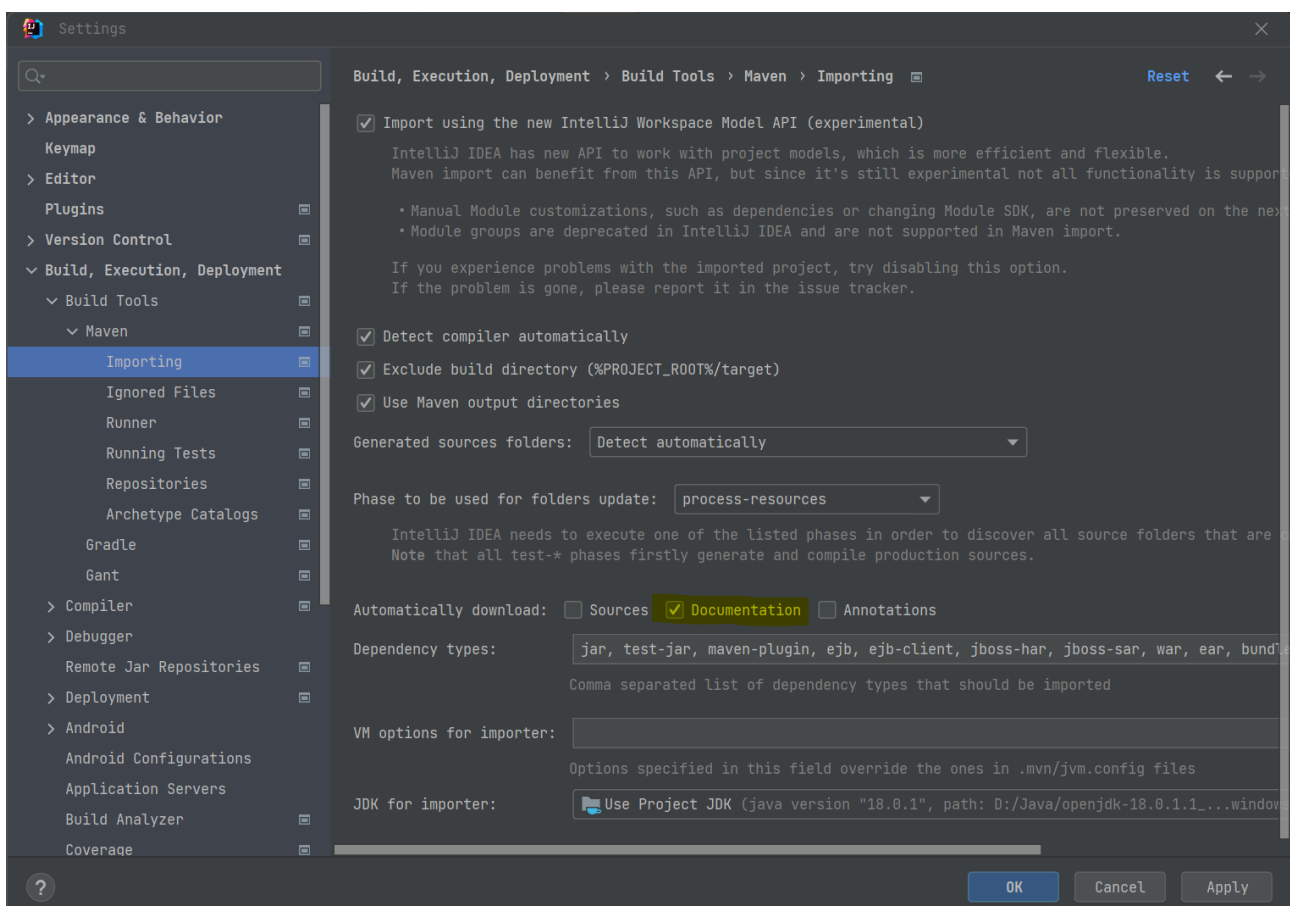 Settings
Appearance & Behavior
Keymap
Editor
Plugins
Version Control
Build, Execution, Deployment
Build Tools
Maven
Importing
Ignored Files
Runner
Running Tests
Repositories
Archetype Catalogs
Gradle
Gant
Compiler
Debugger
Remote Jar Repositories
Deployment
Android
Android Configurations
Application Servers
Build Analyzer
Coverage
Build, Execution, Deployment › Build Tools › Maven › Importing
Reset
Import using the new IntelliJ Workspace Model API (experimental)
IntelliJ IDEA has new API to work with project models, which is more efficient and flexible.
Maven import can benefit from this API, but since it's still experimental not all functionality is support
• Manual Module customizations, such as dependencies or changing Module SDK, are not preserved on the nex
• Module groups are deprecated in IntelliJ IDEA and are not supported in Maven import.
If you experience problems with the imported project, try disabling this option.
If the problem is gone, please report it in the issue tracker.
Detect compiler automatically
Exclude build directory (%PROJECT_ROOT%/target)
Use Maven output directories
Generated sources folders: Detect automatically
Phase to be used for folders update: process-resources
IntelliJ IDEA needs to execute one of the listed phases in order to discover all source folders that are c
Note that all test-* phases firstly generate and compile production sources.
Automatically download: Sources Documentation Annotations
Dependency types: jar, test-jar, maven-plugin, ejb, ejb-client, jboss-har, jboss-sar, war, ear, bundle
Comma separated list of dependency types that should be imported
VM options for importer:
Options specified in this field override the ones in .mvn/jvm.config files
JDK for importer: Use Project JDK (java version "18.0.1", path: D:/Java/openjdk-18.0.1.1_...windows
? OK Cancel Apply